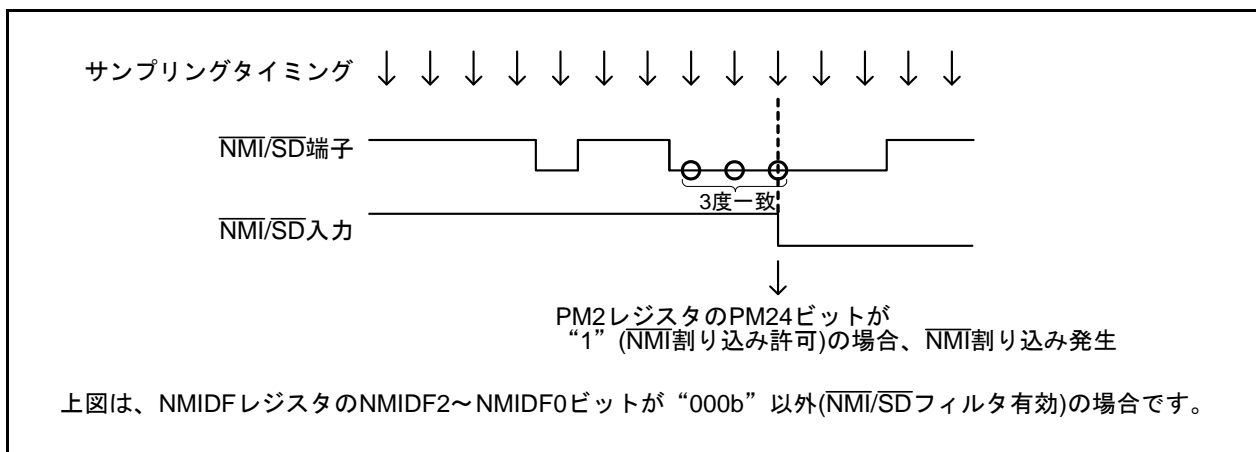 サンプリングタイミング
NMI/SD端子
3度一致
NMI/SD入力
PM2レジスタのPM24ビットが
“1” (NMI割り込み許可)の場合、NMI割り込み発生
上図は、NMIDFレジスタのNMIDF2～NMIDF0ビットが“000b”以外(NMI/SDフィルタ有効)の場合です。